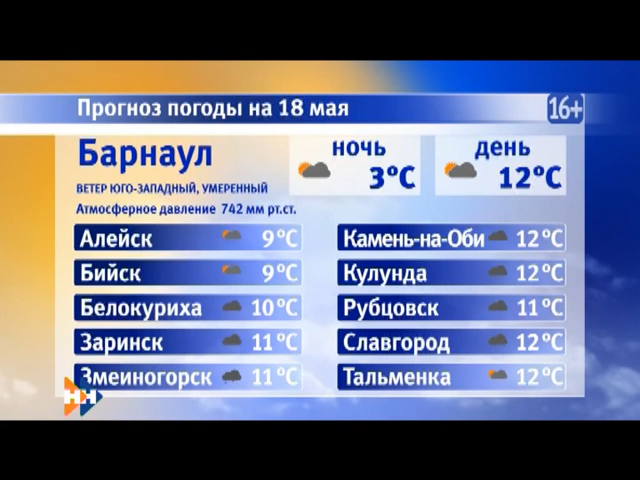 Прогноз погоды на 18 мая
16+
Барнаул
ночь
3°C
день
12°C
ВЕТЕР ЮГО-ЗАПАДНЫЙ, УМЕРЕННЫЙ
Атмосферное давление 742 мм рт.ст.
Алейск 9°C
Бийск 9°C
Белокуриха 10°C
Заринск 11°C
Змеиногорск 11°C
Камень-на-Оби 12°C
Кулунда 12°C
Рубцовск 11°C
Славгород 12°C
Тальменка 12°C
НН